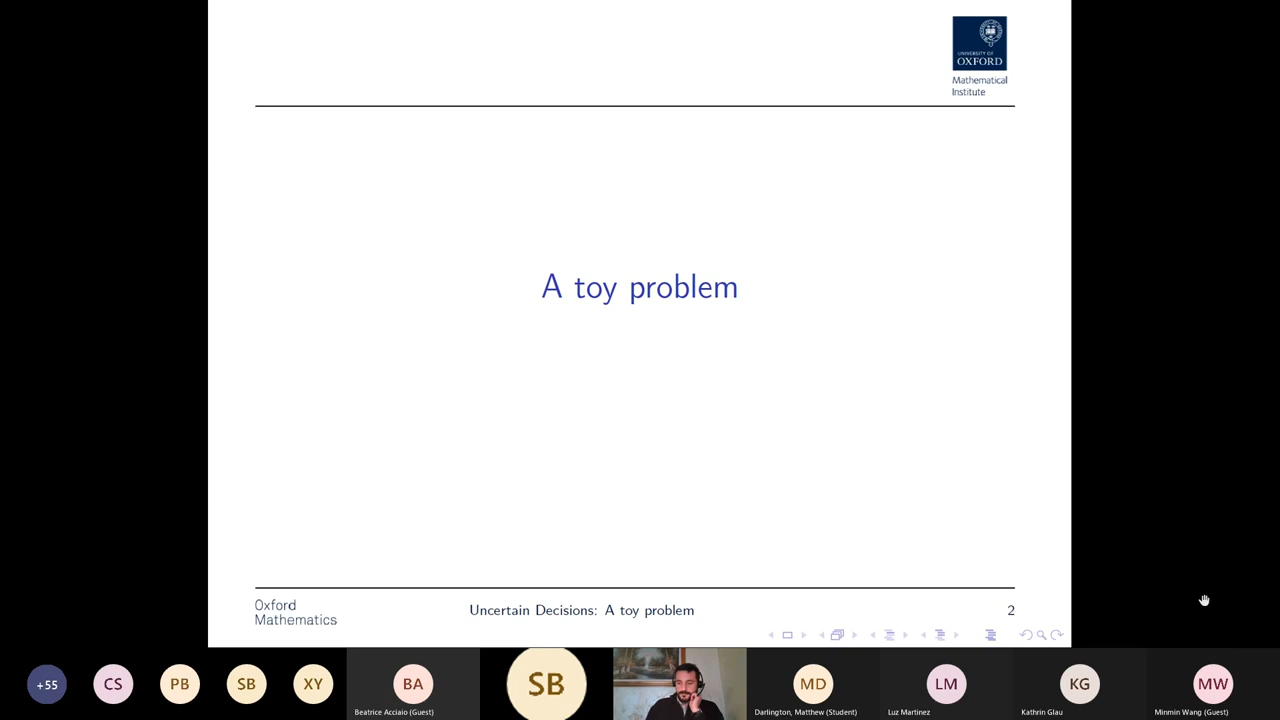 UNIVERSITY OF
OXFORD
Mathematical
Institute
A toy problem
Oxford
Mathematics
Uncertain Decisions: A toy problem
2
+55
CS
PB
SB
XY
BA
Beatrice Acciaio (Guest)
SB
MD
Darlington, Matthew (Student)
LM
Luz Martinez
KG
Kathrin Glau
MW
Minmin Wang (Guest)